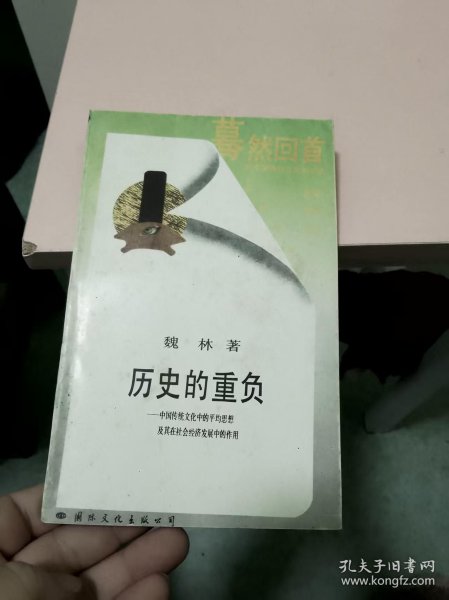 蓦然回首
魏 林 著
历史的重负
——中国传统文化中的平均思想
及其在社会经济发展中的作用
国际文化出版公司
孔夫子旧书网
www.kongfz.com